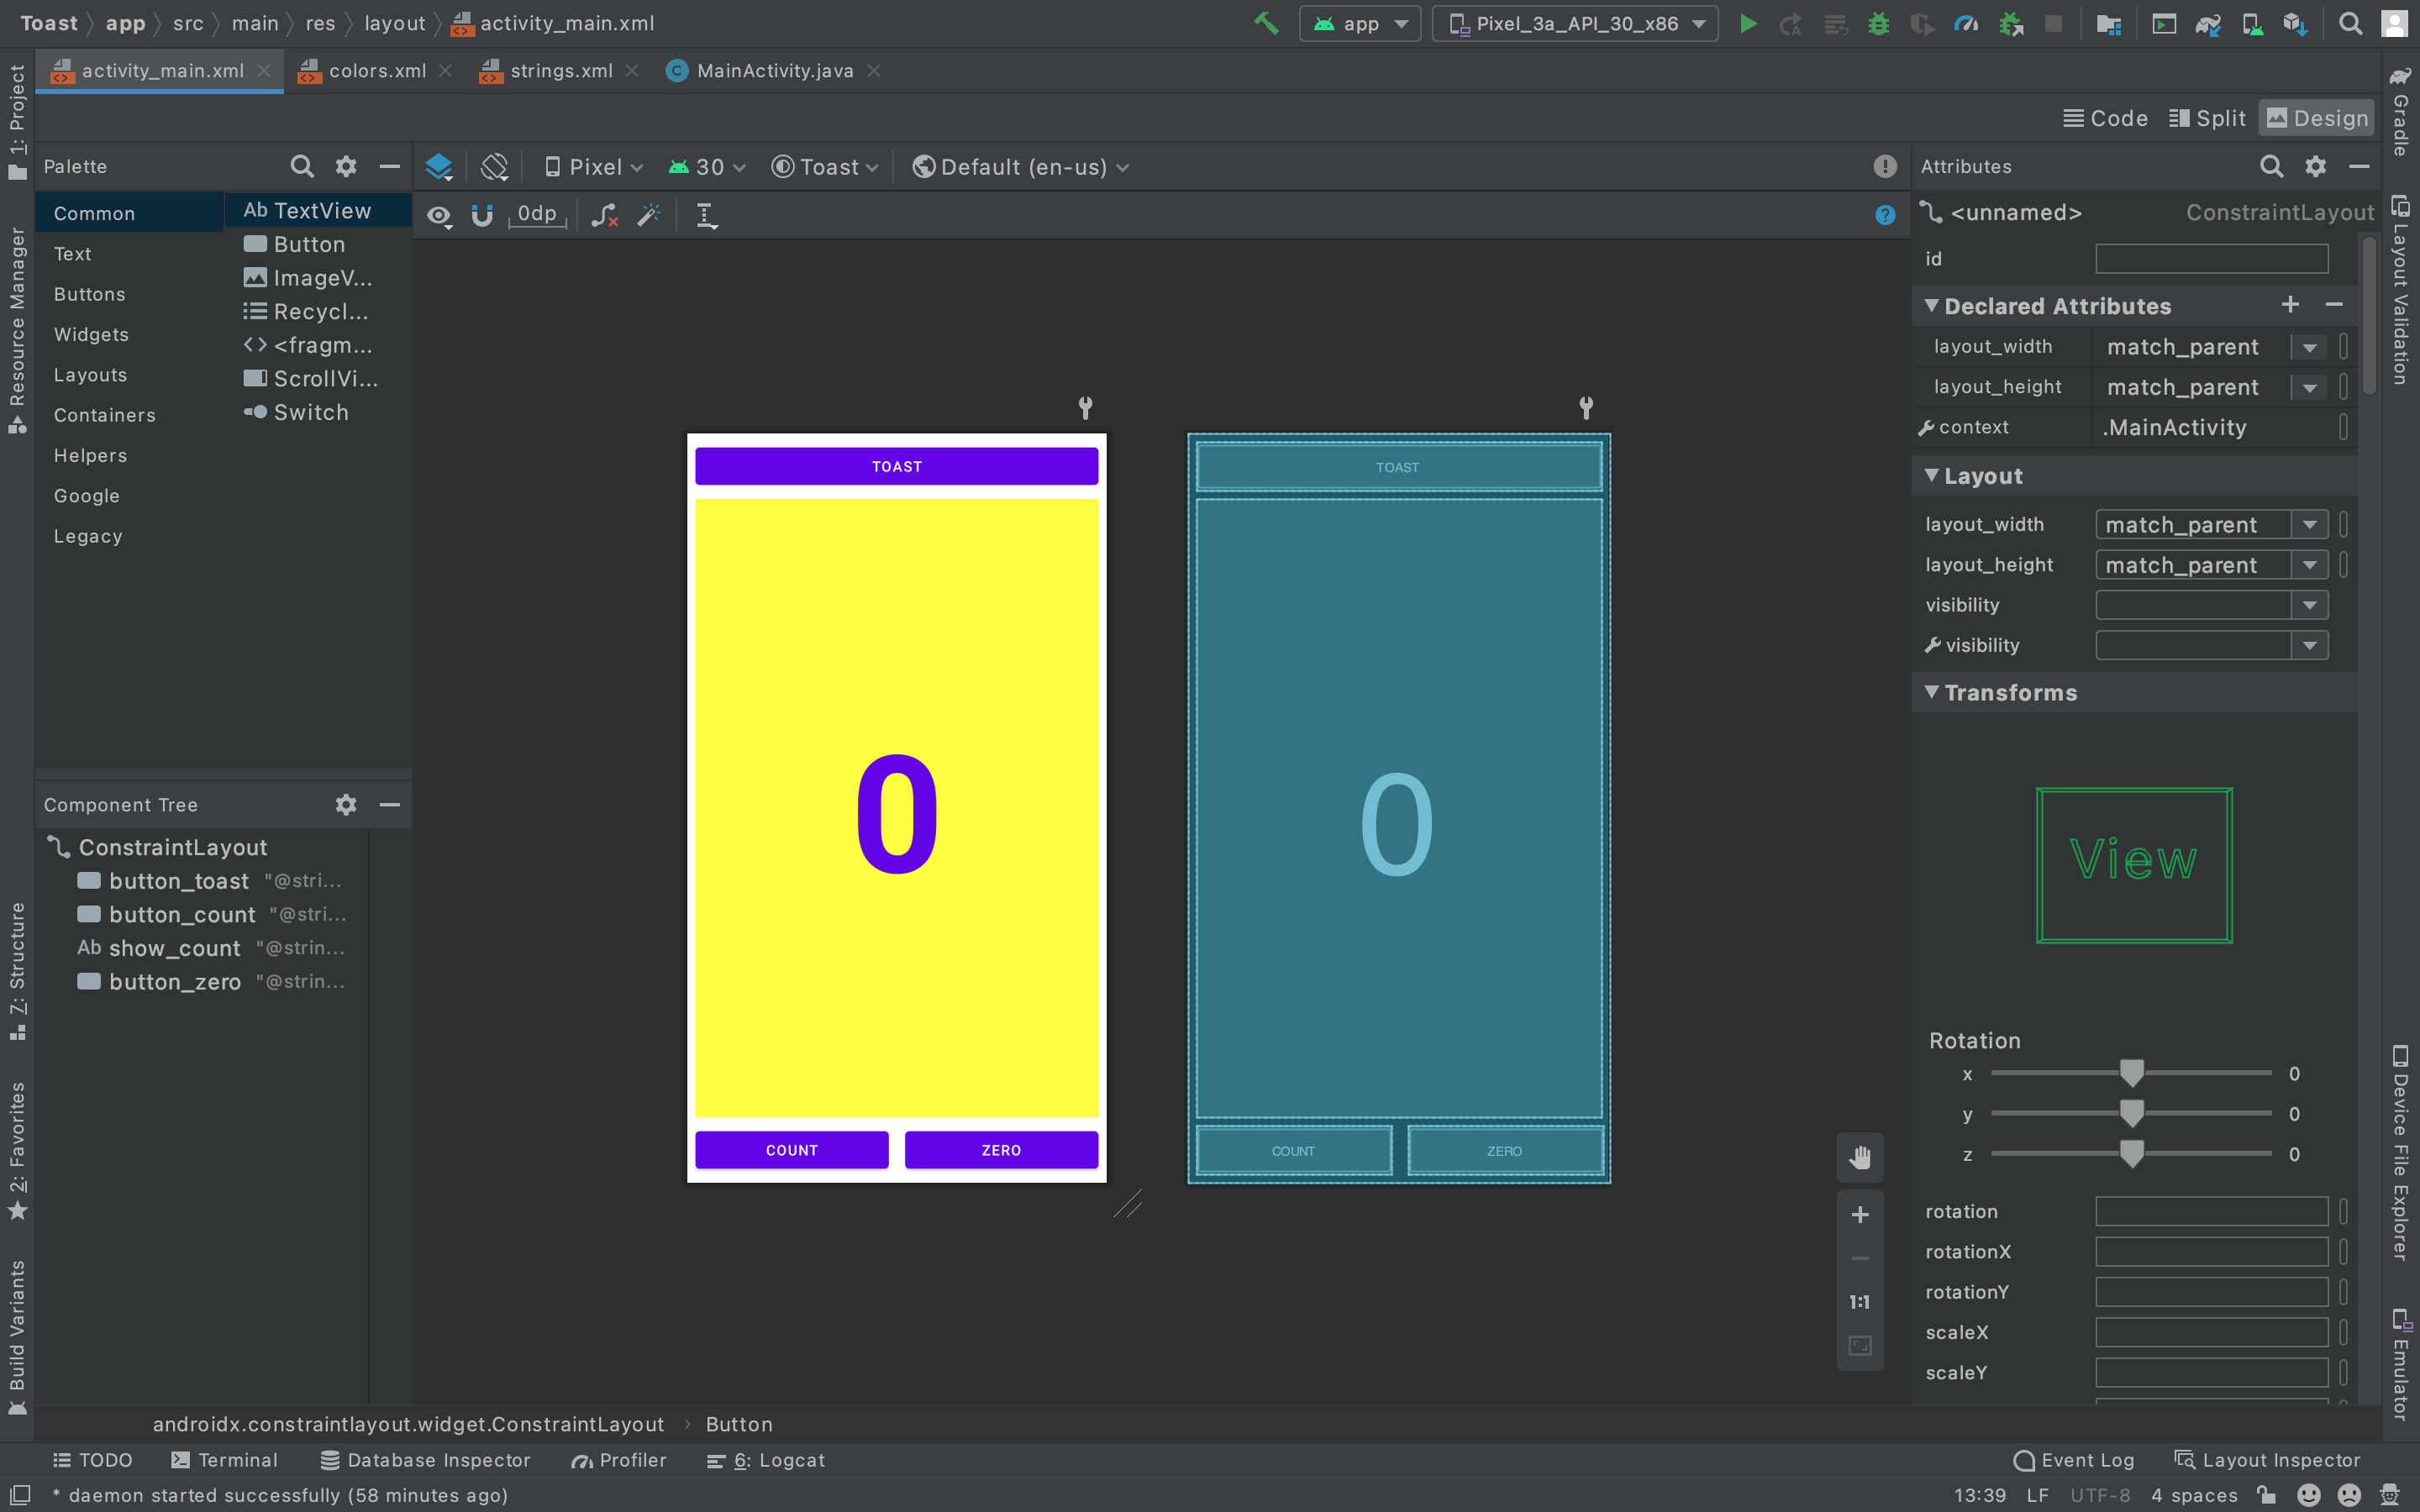 Toast app src main res layout activity_main.xml
app Pixel_3a_API_30_x86
activity_main.xml colors.xml strings.xml MainActivity.java
Code Split Design
Palette
Pixel 30 Toast Default (en-us)
Attributes
0dp
<unnamed> ConstraintLayout
Common
Text
Buttons
Widgets
Layouts
Containers
Helpers
Google
Legacy
Ab TextView
Button
ImageV...
Recycl...
<fragm...
ScrollVi...
Switch
Component Tree
ConstraintLayout
button_toast "@stri...
button_count "@stri...
Ab show_count "@strin...
button_zero "@strin...
TOAST
0
COUNT ZERO
TOAST
0
COUNT ZERO
1:1
id
Declared Attributes
layout_width match_parent
layout_height match_parent
context .MainActivity
Layout
layout_width match_parent
layout_height match_parent
visibility
visibility
Transforms
View
Rotation
x 0
y 0
z 0
rotation
rotationX
rotationY
scaleX
scaleY
1: Project
Resource Manager
7: Structure
2: Favorites
Build Variants
Gradle
Layout Validation
Device File Explorer
Emulator
androidx.constraintlayout.widget.ConstraintLayout Button
TODO Terminal Database Inspector Profiler 6: Logcat
Event Log Layout Inspector
* daemon started successfully (58 minutes ago)
13:39 LF UTF-8 4 spaces